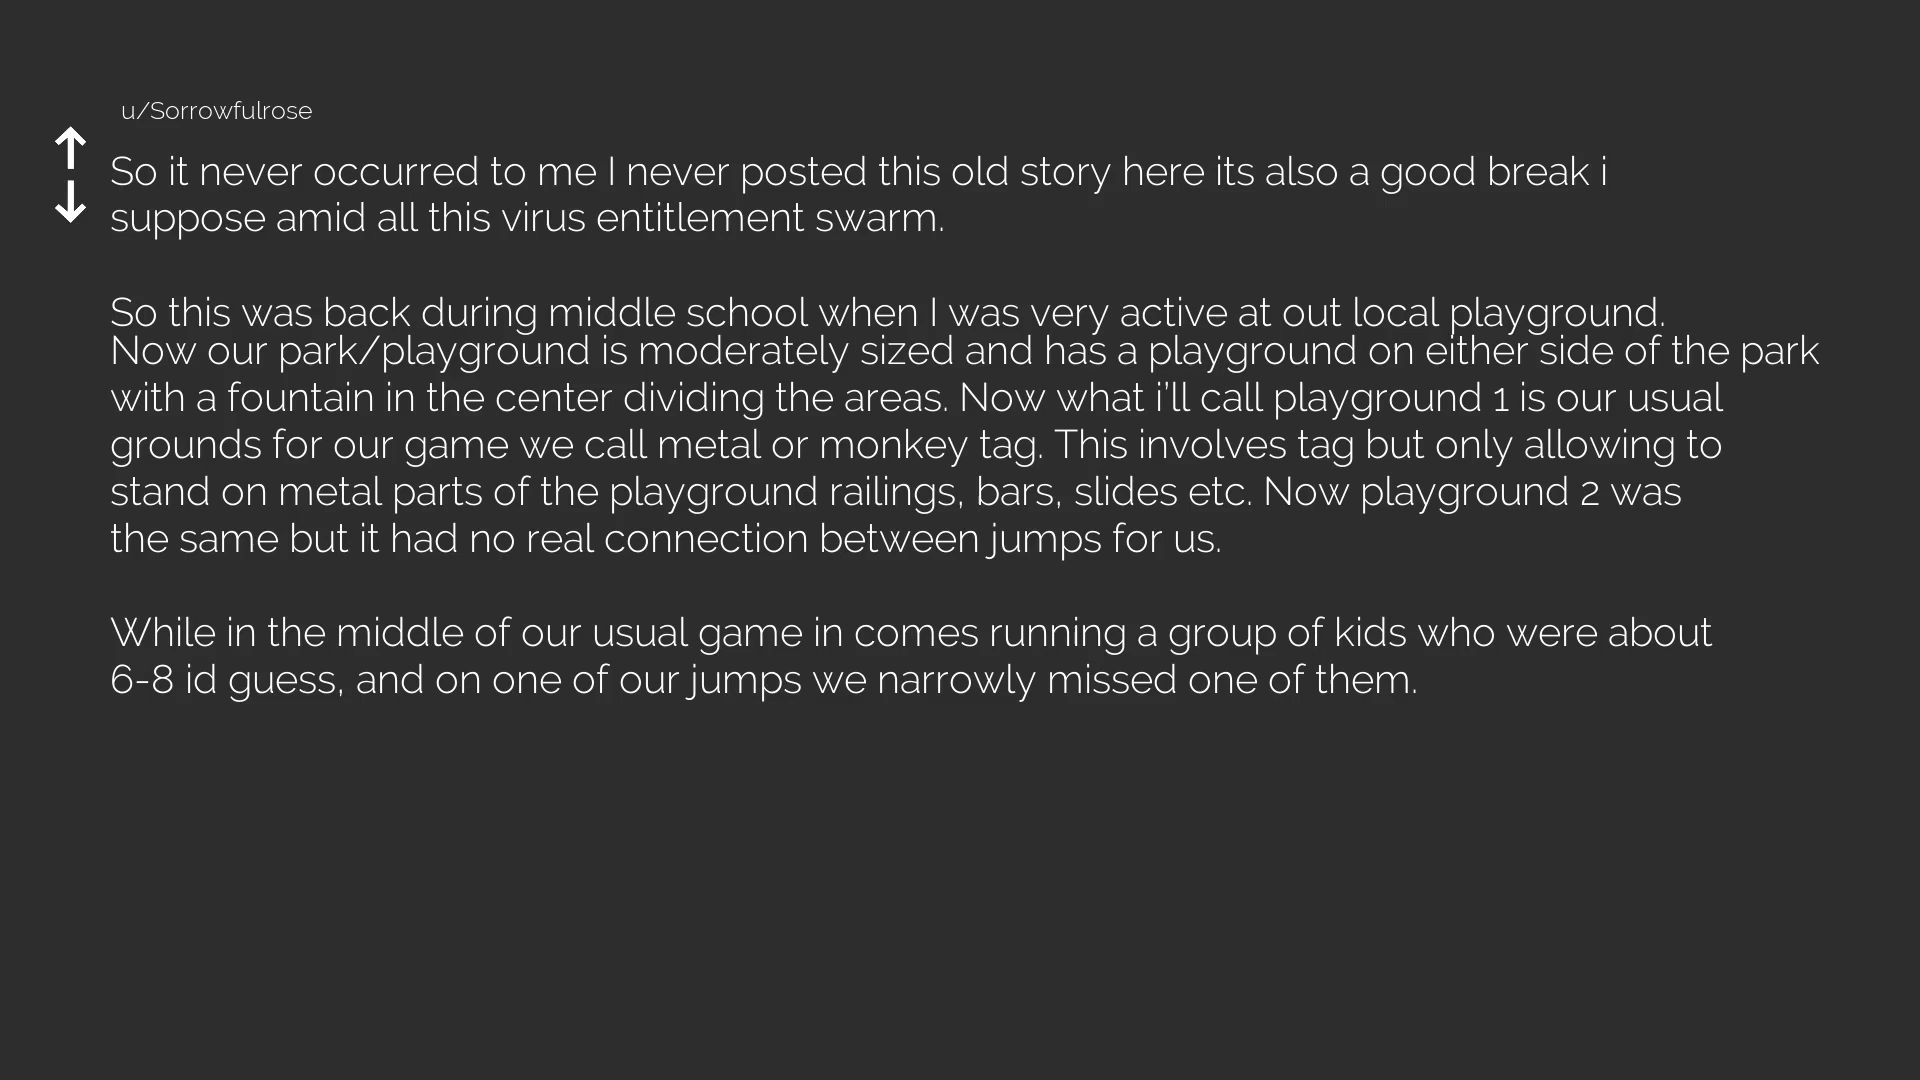 u/Sorrowfulrose
So it never occurred to me I never posted this old story here its also a good break i
suppose amid all this virus entitlement swarm.
So this was back during middle school when I was very active at out local playground.
Now our park/playground is moderately sized and has a playground on either side of the park
with a fountain in the center dividing the areas. Now what i'll call playground 1 is our usual
grounds for our game we call metal or monkey tag. This involves tag but only allowing to
stand on metal parts of the playground railings, bars, slides etc. Now playground 2 was
the same but it had no real connection between jumps for us.
While in the middle of our usual game in comes running a group of kids who were about
6-8 id guess, and on one of our jumps we narrowly missed one of them.